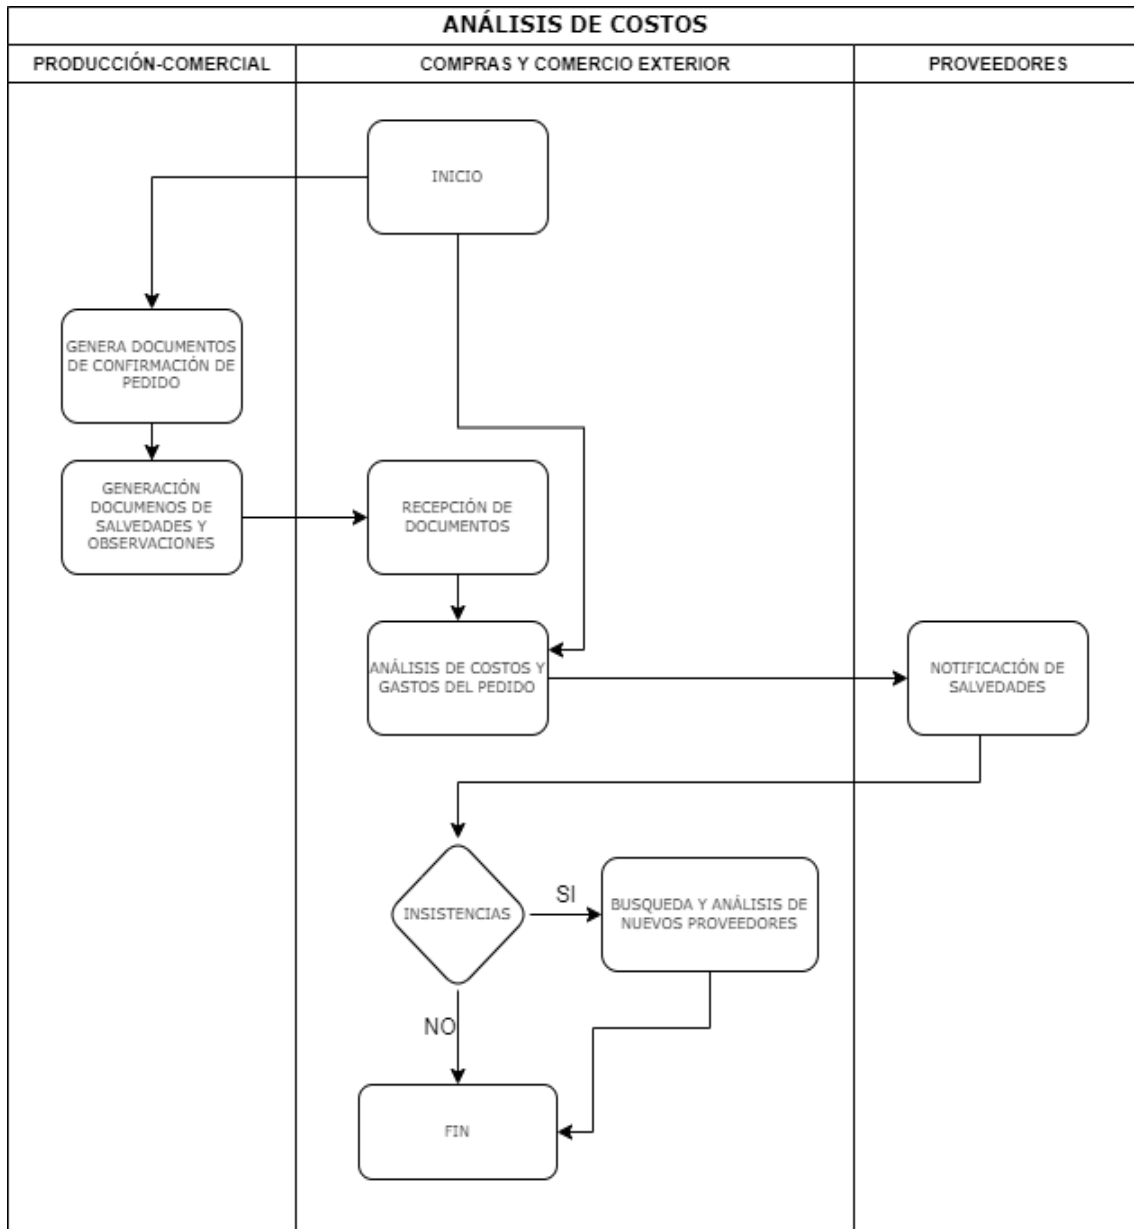 ANÁLISIS DE COSTOS
PRODUCCIÓN-COMERCIAL
COMPRAS Y COMERCIO EXTERIOR
PROVEEDORES
INICIO
GENERA DOCUMENTOS
DE CONFIRMACIÓN DE
PEDIDO
GENERACIÓN
DOCUMENOS DE
SALVEDADES Y
OBSERVACIONES
RECEPCIÓN DE
DOCUMENTOS
ANÁLISIS DE COSTOS Y
GASTOS DEL PEDIDO
NOTIFICACIÓN DE
SALVEDADES
INSISTENCIAS
SI
BUSQUEDA Y ANÁLISIS DE
NUEVOS PROVEEDORES
NO
FIN